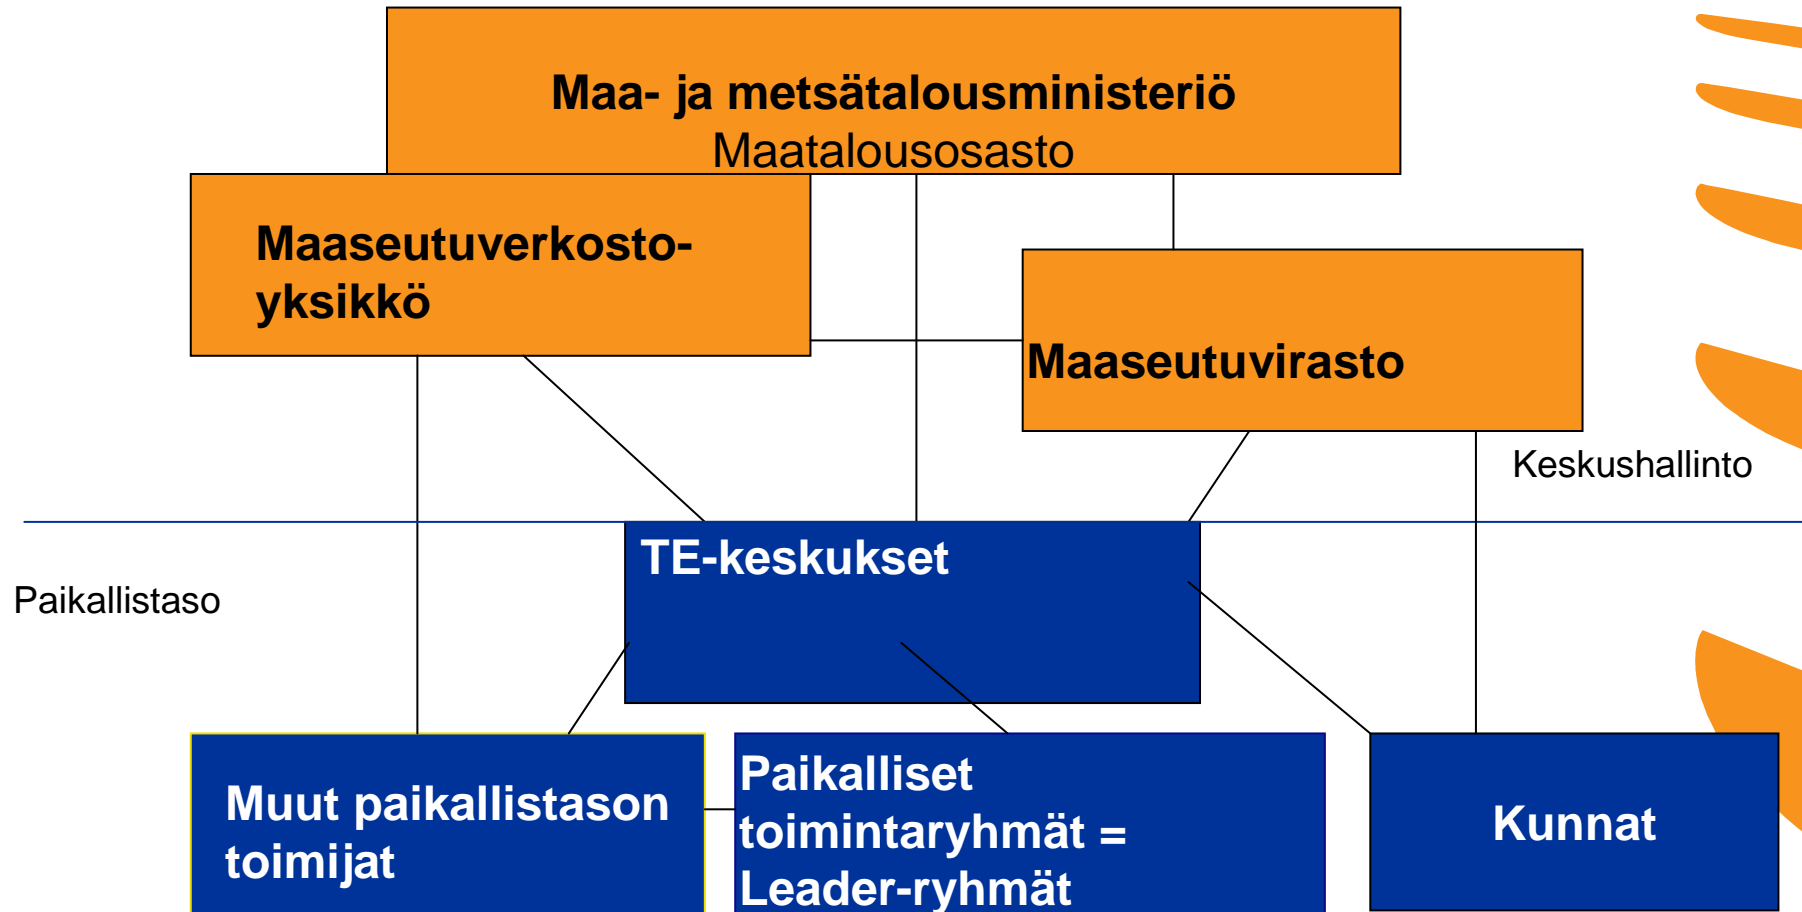 Maa- ja metsätalousministeriö
Maatalousosasto
Maaseutuverkosto-
yksikkö
Maaseutuvirasto
Keskushallinto
TE-keskukset
Paikallistaso
Muut paikallistason
toimijat
Paikalliset
toimintaryhmät =
Leader-ryhmät
Kunnat